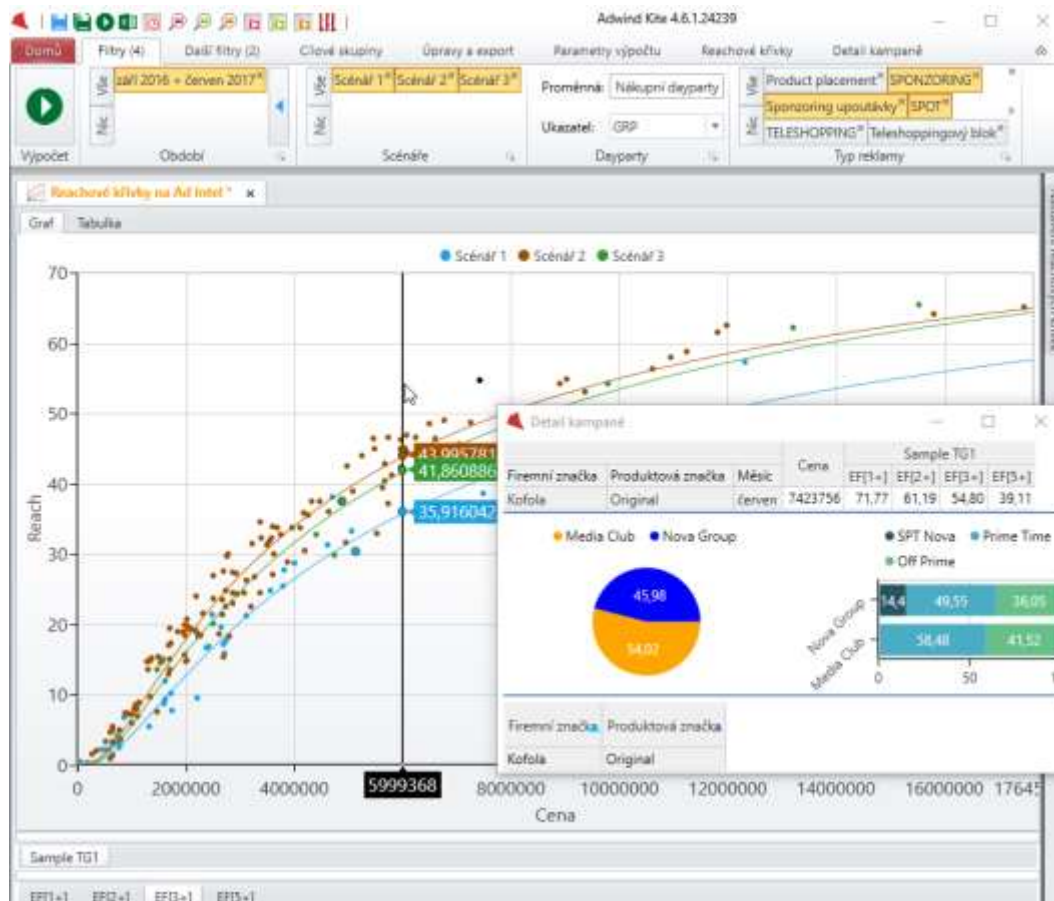 Adwind Kite 4.6.1.24239
Domů Filtry (4) Další filtry (2) Cílové skupiny Úpravy a export Parametry výpočtu Reachové křivky Detail kampaně
Vše září 2016 ÷ červen 2017 Vše Scénář 1 Scénář 2 Scénář 3 Proměnná: Nákupní dayparty Vše Product placement SPONZORING
Sponzoring upoutávky SPOT
Nic Nic Ukazatel: GRP Nic TELESHOPPING Teleshoppingový blok
Výpočet Období Scénáře Dayparty Typ reklamy
Reachové křivky na Ad Intel *
Graf Tabulka
Scénář 1 Scénář 2 Scénář 3
70
60
50
40
30
20
10
0
Reach
43,995781
41,860886
35,916042
0 2000000 4000000 5999368 8000000 10000000 12000000 14000000 16000000 17645
Cena
Detail kampaně
Sample TG1
Firemní značka Produktová značka Měsíc Cena EF[1+] EF[2+] EF[3+] EF[5+]
Kofola Original červen 7423756 71,77 61,19 54,80 39,11
Media Club Nova Group
45,98
54,02
SPT Nova Prime Time
Off Prime
Nova Group 14,4 49,55 36,05
Media Club 58,48 41,52
0 50
Firemní značka Produktová značka
Kofola Original
Sample TG1
EF[1+] EF[2+] EF[3+] EF[5+]